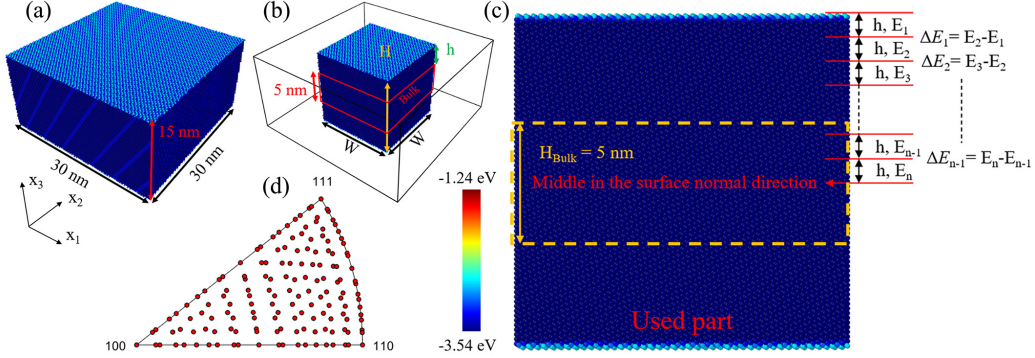 (a)
15 nm
30 nm
30 nm
x3
x2
x1
(b)
H
h
5 nm
Bulk
W
W
(c)
h, E1
h, E2
h, E3
ΔE1= E2-E1
ΔE2= E3-E2
h, En-1
h, En
ΔEn-1= En-En-1
HBulk = 5 nm
Middle in the surface normal direction
Used part
(d)
111
100
110
-1.24 eV
-3.54 eV